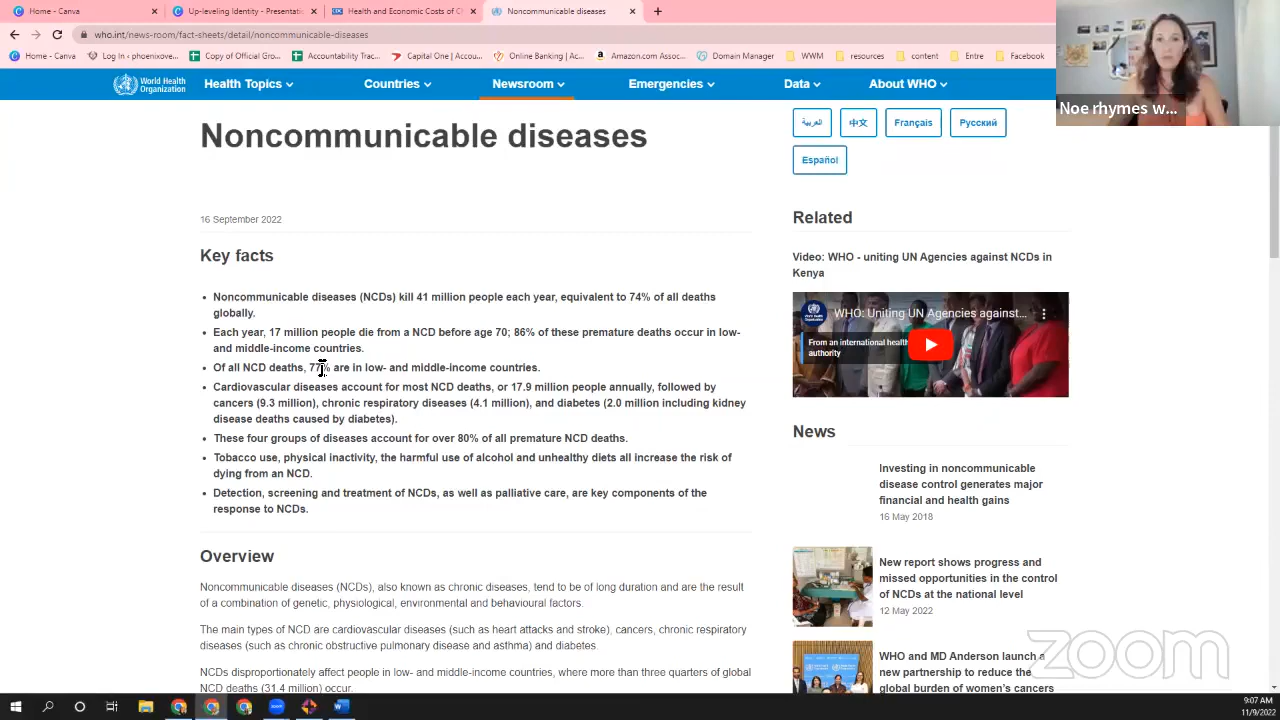 Home - Canva
Up-leveling Identity - Presentati
Health and Economic Costs of C
Noncommunicable diseases
who.int/news-room/fact-sheets/detail/noncommunicable-diseases
Home - Canva
Log In ‹ phoenixove...
Copy of Official Gro...
Accountability Trac...
Capital One | Accou...
Online Banking | Ac...
Amazon.com Assoc...
Domain Manager
WWM
resources
content
Entre
Facebook
Noe rhymes w...
World Health
Organization
Health Topics
Countries
Newsroom
Emergencies
Data
About WHO
Noncommunicable diseases
العربية
中文
Français
Русский
Español
16 September 2022
Key facts
• Noncommunicable diseases (NCDs) kill 41 million people each year, equivalent to 74% of all deaths
globally.
• Each year, 17 million people die from a NCD before age 70; 86% of these premature deaths occur in low-
and middle-income countries.
• Of all NCD deaths, 77% are in low- and middle-income countries.
• Cardiovascular diseases account for most NCD deaths, or 17.9 million people annually, followed by
cancers (9.3 million), chronic respiratory diseases (4.1 million), and diabetes (2.0 million including kidney
disease deaths caused by diabetes).
• These four groups of diseases account for over 80% of all premature NCD deaths.
• Tobacco use, physical inactivity, the harmful use of alcohol and unhealthy diets all increase the risk of
dying from an NCD.
• Detection, screening and treatment of NCDs, as well as palliative care, are key components of the
response to NCDs.
Overview
Noncommunicable diseases (NCDs), also known as chronic diseases, tend to be of long duration and are the result
of a combination of genetic, physiological, environmental and behavioural factors.
The main types of NCD are cardiovascular diseases (such as heart attacks and stroke), cancers, chronic respiratory
diseases (such as chronic obstructive pulmonary disease and asthma) and diabetes.
NCDs disproportionately affect people in low- and middle-income countries, where more than three quarters of global
NCD deaths (31.4 million) occur.
Related
Video: WHO - uniting UN Agencies against NCDs in
Kenya
WHO: Uniting UN Agencies against...
From an international health
authority
News
Investing in noncommunicable
disease control generates major
financial and health gains
16 May 2018
New report shows progress and
missed opportunities in the control
of NCDs at the national level
12 May 2022
WHO and MD Anderson launch a
new partnership to reduce the
global burden of women's cancers
zoom
9:07 AM
11/9/2022